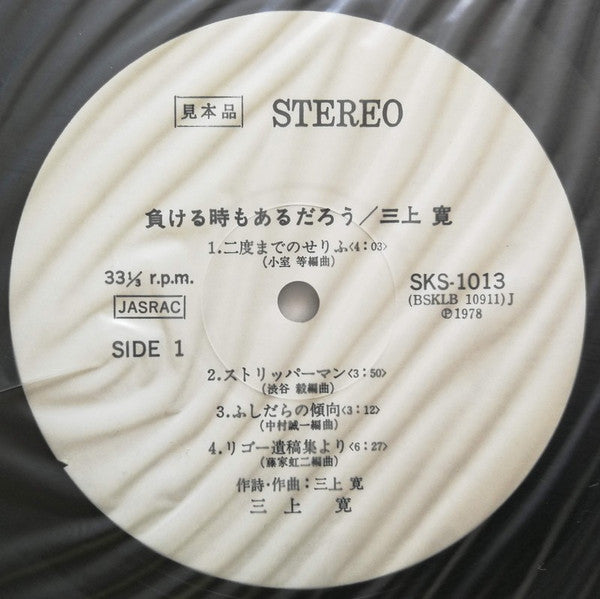 見本品 STEREO
負ける時もあるだろう／三上 寛
1.二度までのせりふ<4:03>
(小室 等編曲)
33⅓ r.p.m.
JASRAC
SIDE 1
SKS-1013
(BSKLB 10911)J
℗1978
2.ストリッパーマン<3:50>
(渋谷 毅編曲)
3.ふしだらの傾向<3:12>
(中村誠一編曲)
4.リゴー遺稿集より<6:27>
(藤家虹二編曲)
作詩・作曲：三上 寛
三上 寛